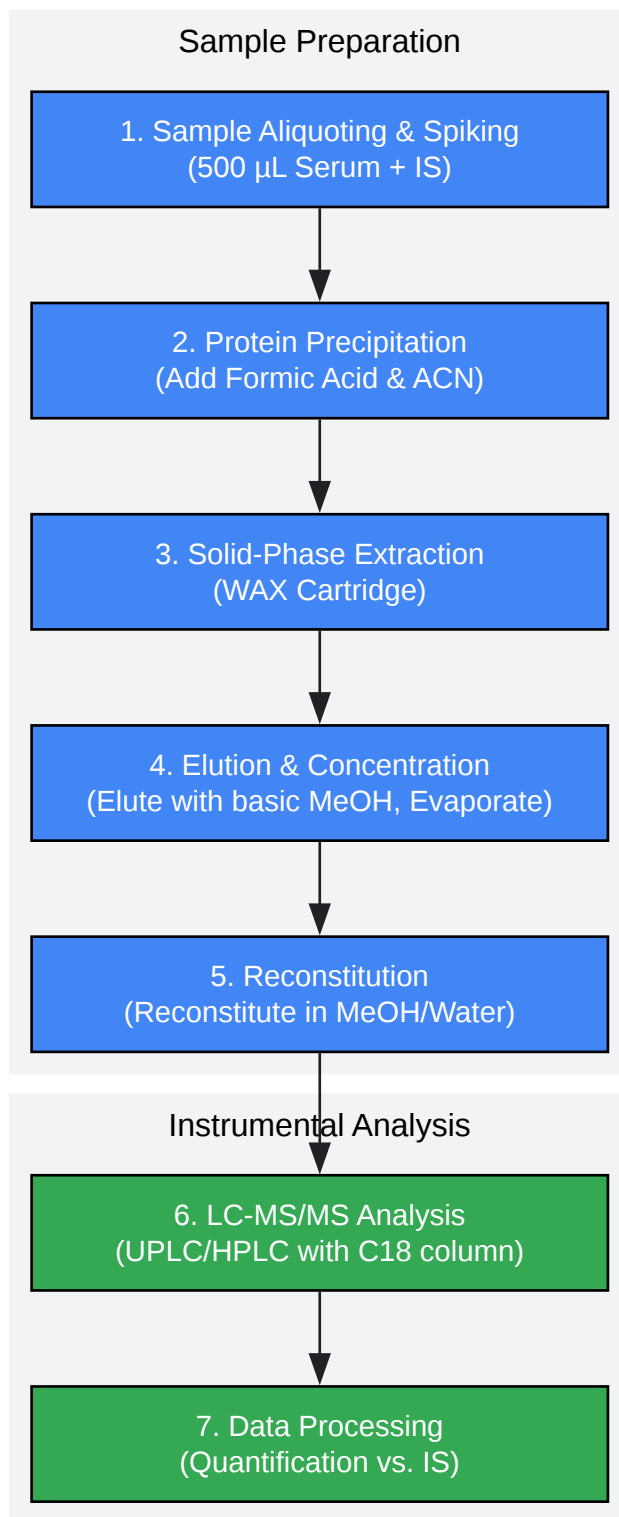 Sample Preparation
1. Sample Aliquoting & Spiking
(500 µL Serum + IS)
2. Protein Precipitation
(Add Formic Acid & ACN)
3. Solid-Phase Extraction
(WAX Cartridge)
4. Elution & Concentration
(Elute with basic MeOH, Evaporate)
5. Reconstitution
(Reconstitute in MeOH/Water)
Instrumental Analysis
6. LC-MS/MS Analysis
(UPLC/HPLC with C18 column)
7. Data Processing
(Quantification vs. IS)